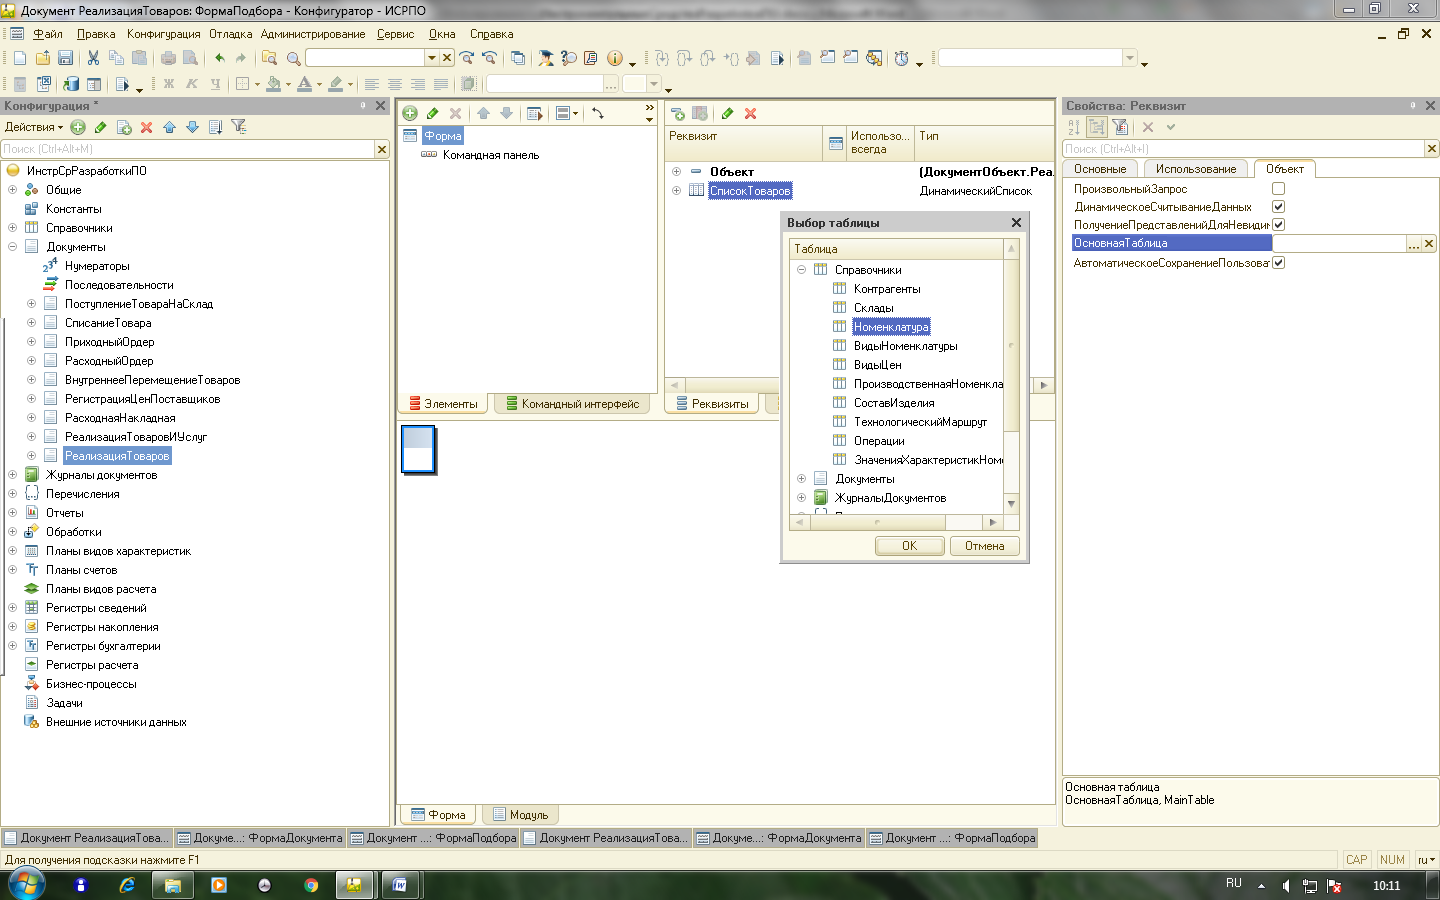 Документ РеализацияТоваров: ФормаПодбора - Конфигуратор - ИСРПО
Файл Правка Конфигурация Отладка Администрирование Сервис Окна Справка
Ж К Ч
Конфигурация *
Действия
Поиск (Ctrl+Alt+M)
ИнстрСрРазработкиПО
Общие
Константы
Справочники
Документы
Нумераторы
Последовательности
ПоступлениеТовараНаСклад
СписаниеТовара
ПриходныйОрдер
РасходныйОрдер
ВнутреннееПеремещениеТоваров
РегистрацияЦенПоставщиков
РасходнаяНакладная
РеализацияТоваровИУслуг
РеализацияТоваров
Журналы документов
Перечисления
Отчеты
Обработки
Планы видов характеристик
Планы счетов
Планы видов расчета
Регистры сведений
Регистры накопления
Регистры бухгалтерии
Регистры расчета
Бизнес-процессы
Задачи
Внешние источники данных
Форма
Командная панель
Элементы Командный интерфейс
Реквизит Использо... всегда Тип
Объект (ДокументОбъект.Реа
СписокТоваров ДинамическийСписок
Реквизиты
Выбор таблицы
Таблица
Справочники
Контрагенты
Склады
Номенклатура
ВидыНоменклатуры
ВидыЦен
ПроизводственнаяНоменкла
СоставИзделия
ТехнологическийМаршрут
Операции
ЗначенияХарактеристикНоме
Документы
ЖурналыДокументов
OK Отмена
Свойства: Реквизит
Поиск (Ctrl+Alt+I)
Основные Использование Объект
ПроизвольныйЗапрос
ДинамическоеСчитываниеДанных
ПолучениеПредставленийДляНевидим
ОсновнаяТаблица
АвтоматическоеСохранениеПользоват
Основная таблица
ОсновнаяТаблица, MainTable
Форма Модуль
Документ РеализацияТова... Докуме...: ФормаДокумента Документ ...: ФормаПодбора Документ РеализацияТова... Докуме...: ФормаДокумента Документ ...: ФормаПодбора
Для получения подсказки нажмите F1 CAP NUM ru
RU 10:11